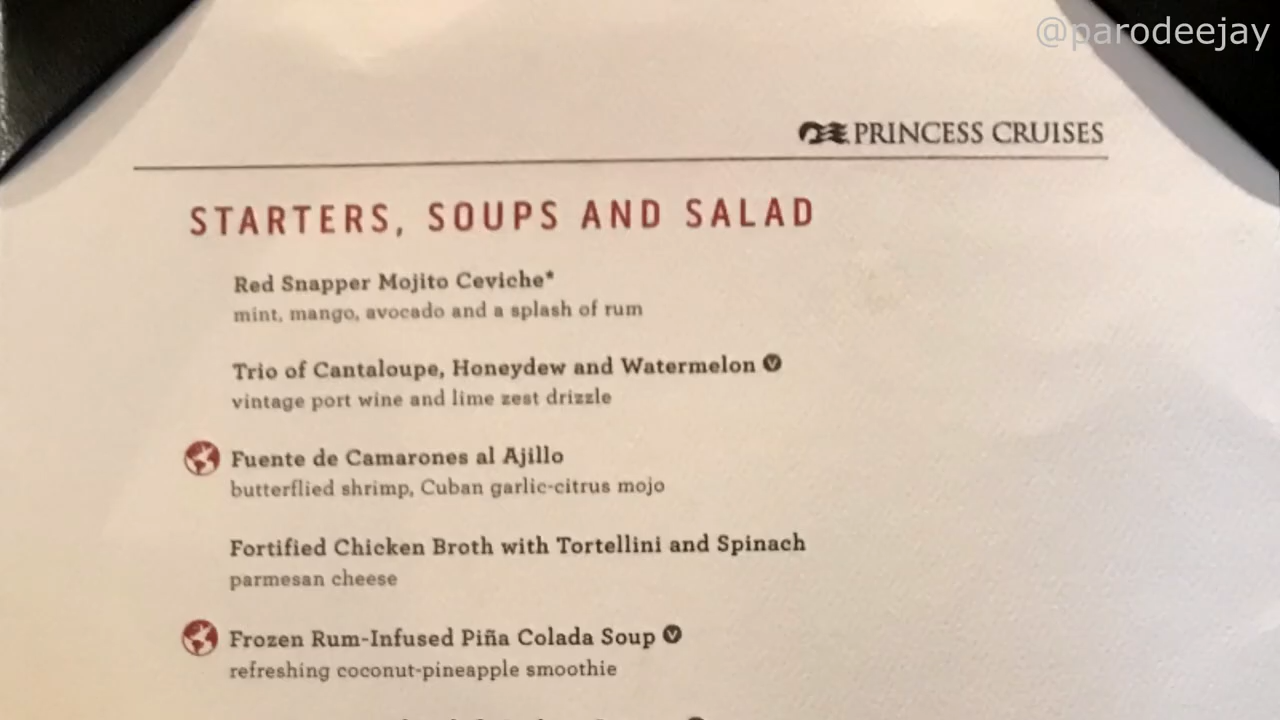 @parodeejay
PRINCESS CRUISES
STARTERS, SOUPS AND SALAD
Red Snapper Mojito Ceviche*
mint, mango, avocado and a splash of rum
Trio of Cantaloupe, Honeydew and Watermelon V
vintage port wine and lime zest drizzle
Fuente de Camarones al Ajillo
butterflied shrimp, Cuban garlic-citrus mojo
Fortified Chicken Broth with Tortellini and Spinach
parmesan cheese
Frozen Rum-Infused Piña Colada Soup V
refreshing coconut-pineapple smoothie